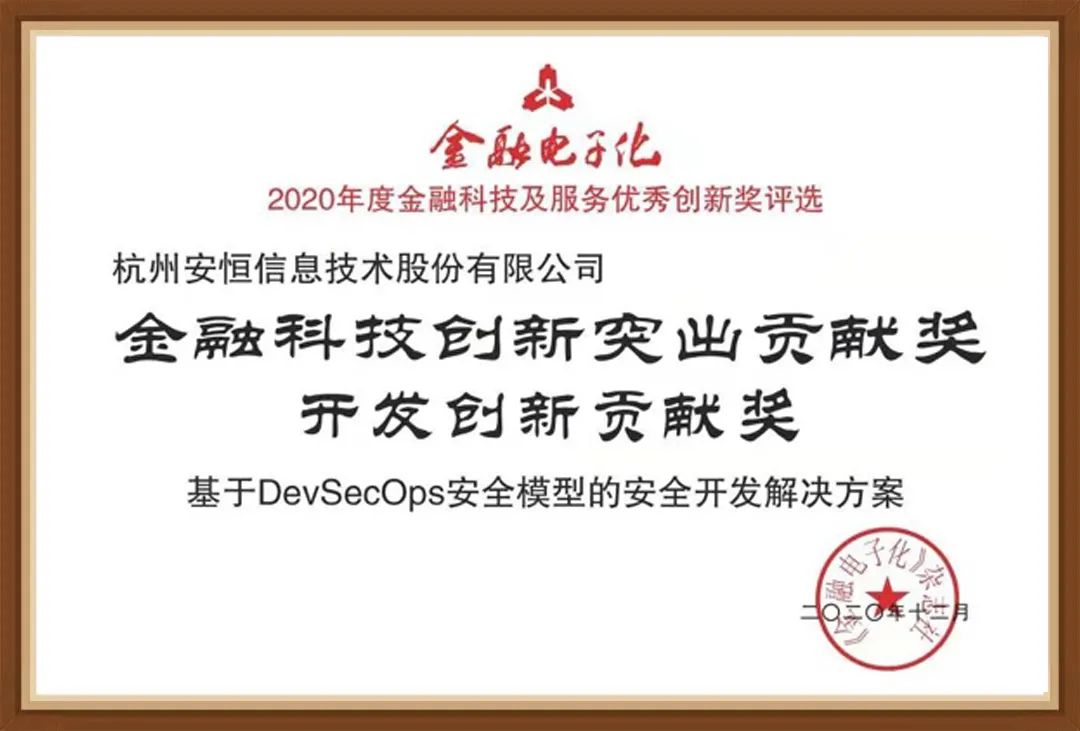 金融电子化
2020年度金融科技及服务优秀创新奖评选
杭州安恒信息技术股份有限公司
金融科技创新突出贡献奖
开发创新贡献奖
基于DevSecOps安全模型的安全开发解决方案
《金融电子化》杂志社
二〇二〇年十二月